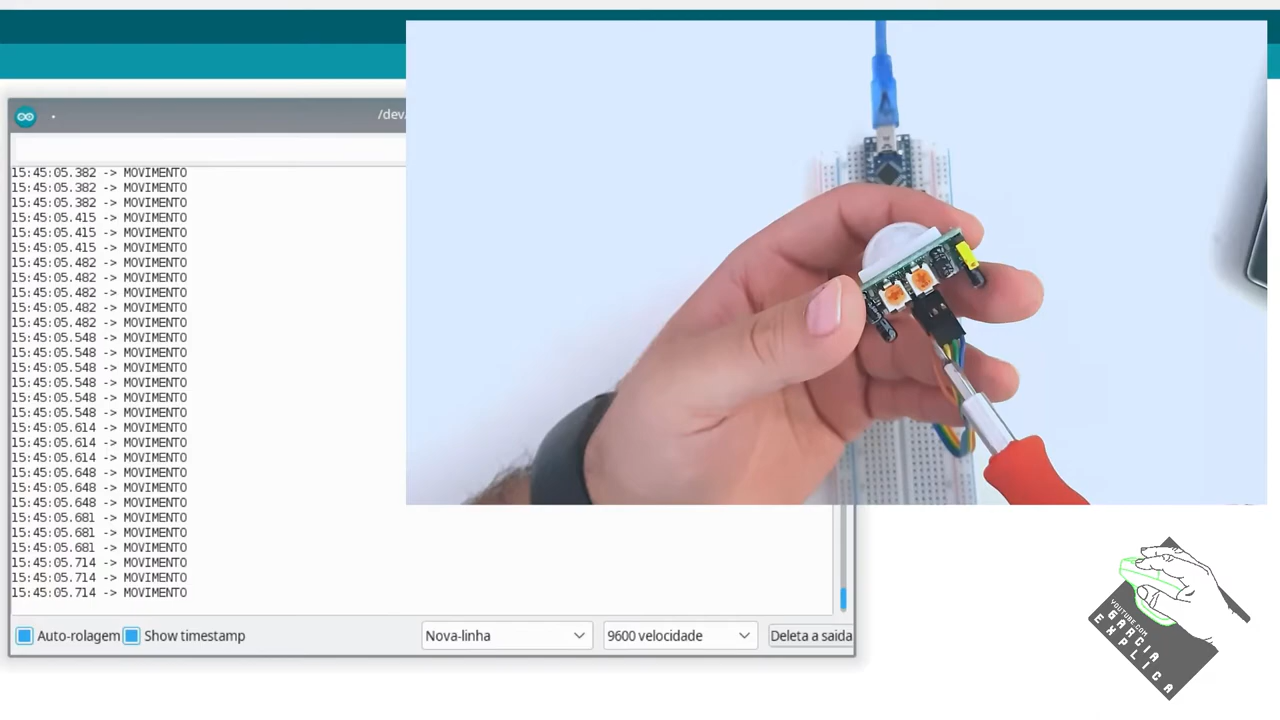 /dev/
15:45:05.382 -> MOVIMENTO
15:45:05.382 -> MOVIMENTO
15:45:05.382 -> MOVIMENTO
15:45:05.415 -> MOVIMENTO
15:45:05.415 -> MOVIMENTO
15:45:05.415 -> MOVIMENTO
15:45:05.482 -> MOVIMENTO
15:45:05.482 -> MOVIMENTO
15:45:05.482 -> MOVIMENTO
15:45:05.482 -> MOVIMENTO
15:45:05.482 -> MOVIMENTO
15:45:05.548 -> MOVIMENTO
15:45:05.548 -> MOVIMENTO
15:45:05.548 -> MOVIMENTO
15:45:05.548 -> MOVIMENTO
15:45:05.548 -> MOVIMENTO
15:45:05.548 -> MOVIMENTO
15:45:05.614 -> MOVIMENTO
15:45:05.614 -> MOVIMENTO
15:45:05.614 -> MOVIMENTO
15:45:05.648 -> MOVIMENTO
15:45:05.648 -> MOVIMENTO
15:45:05.648 -> MOVIMENTO
15:45:05.681 -> MOVIMENTO
15:45:05.681 -> MOVIMENTO
15:45:05.681 -> MOVIMENTO
15:45:05.714 -> MOVIMENTO
15:45:05.714 -> MOVIMENTO
15:45:05.714 -> MOVIMENTO
Auto-rolagem Show timestamp Nova-linha 9600 velocidade Deleta a saida
YOUTUBE.COM
GARCIA
EXPLICA